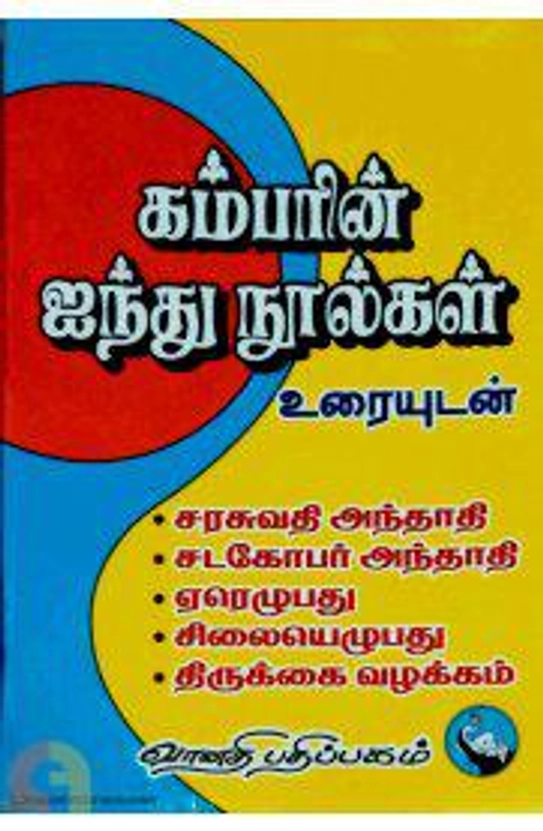 கம்பரின்
ஐந்து நூல்கள்
உரையுடன்
• சரசுவதி அந்தாதி
• சடகோபர் அந்தாதி
• ஏரெழுபது
• சிலையெழுபது
• திருக்கை வழக்கம்
வானதி பதிப்பகம்